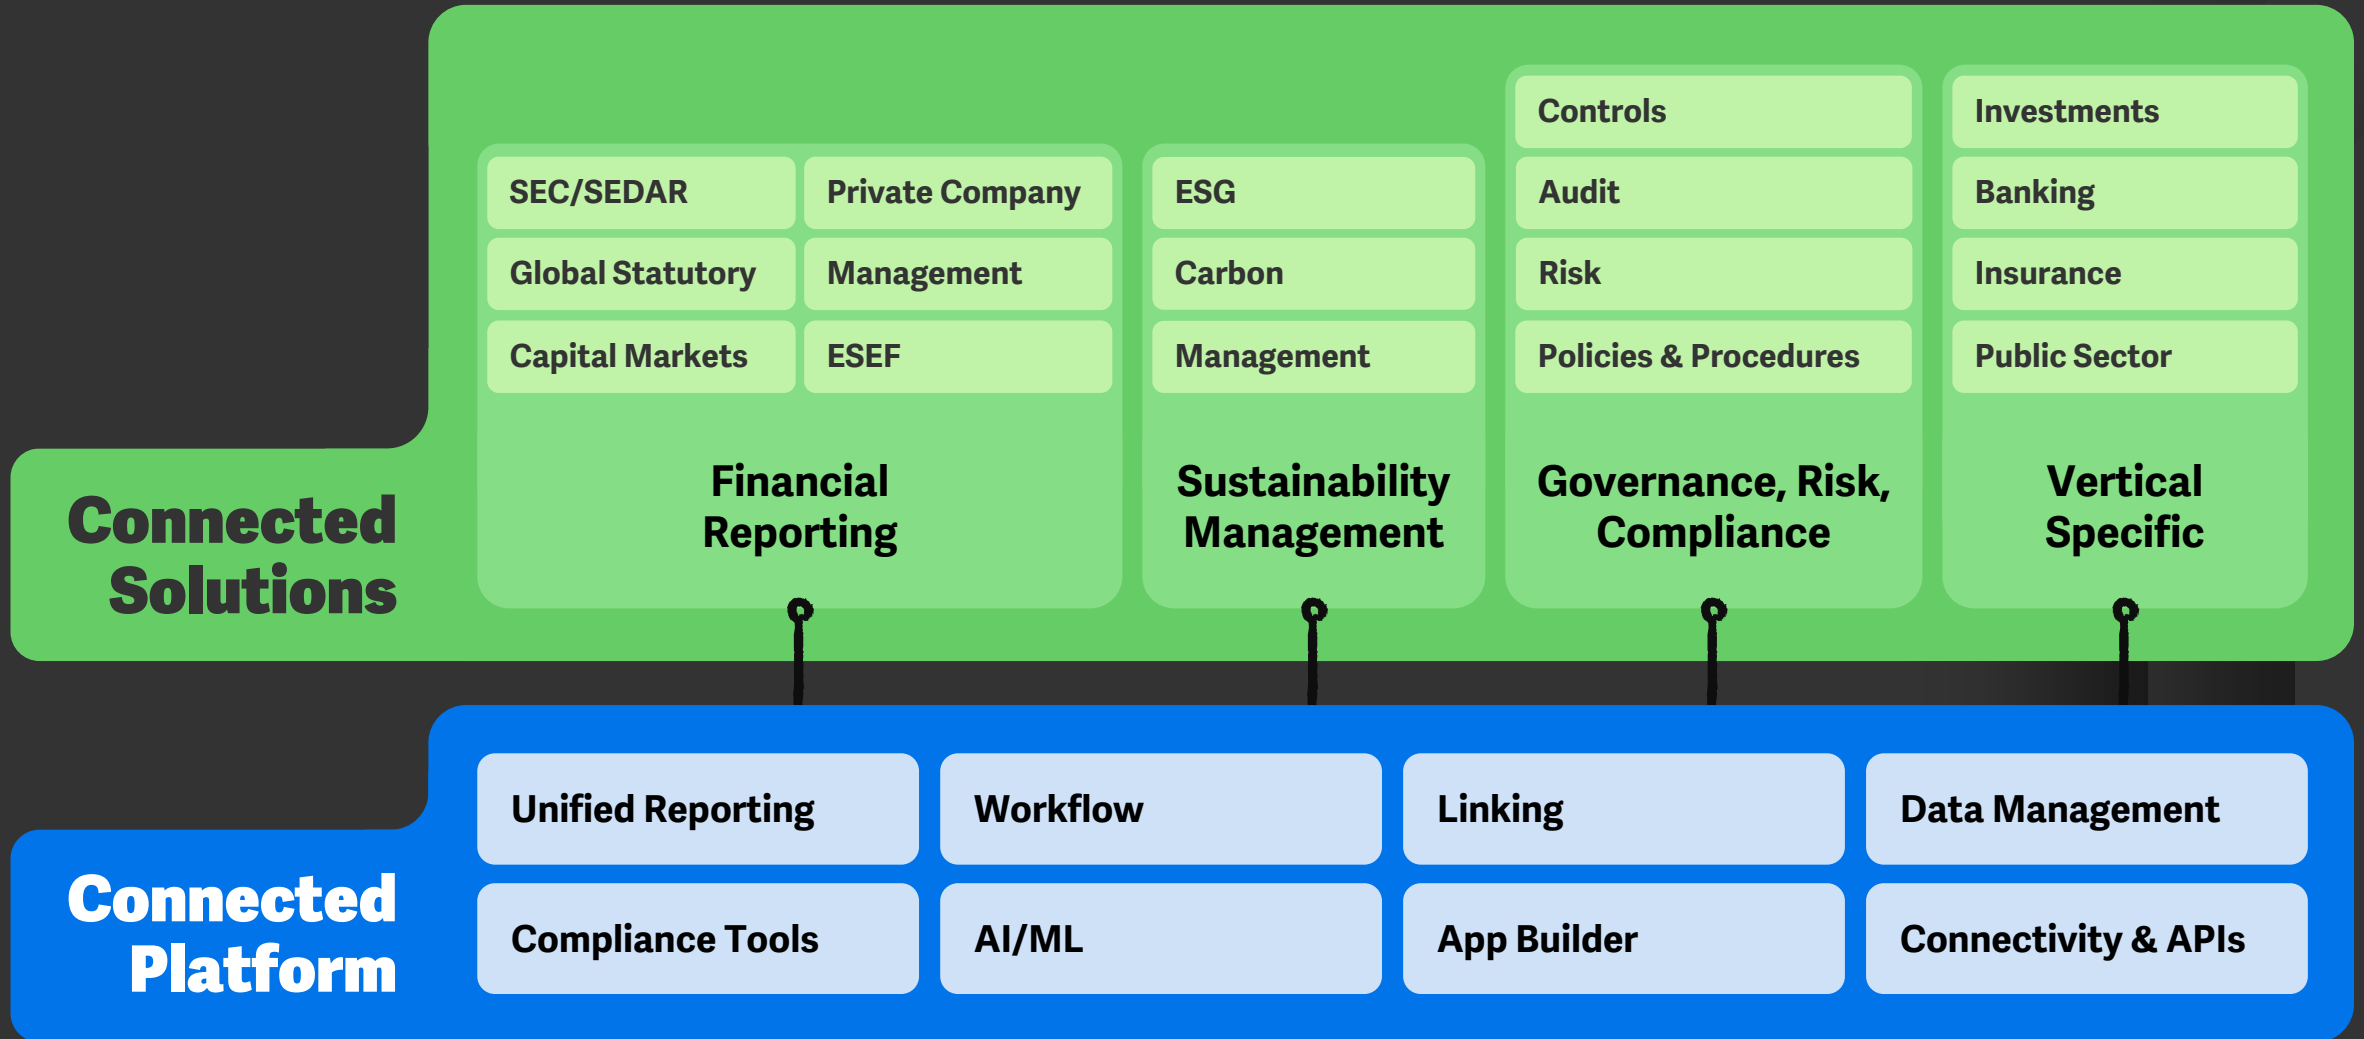 Connected
Solutions
SEC/SEDAR
Private Company
Global Statutory
Management
Capital Markets
ESEF
Financial
Reporting
ESG
Carbon
Management
Sustainability
Management
Controls
Audit
Risk
Policies & Procedures
Governance, Risk,
Compliance
Investments
Banking
Insurance
Public Sector
Vertical
Specific
Connected
Platform
Unified Reporting
Workflow
Linking
Data Management
Compliance Tools
AI/ML
App Builder
Connectivity & APIs